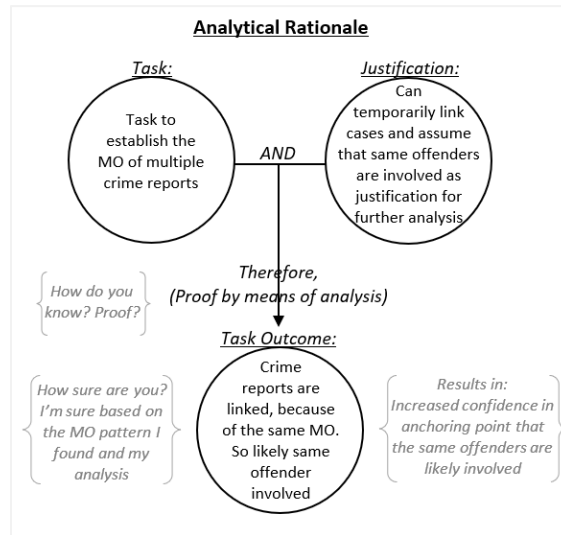 Analytical Rationale
Task:
Justification:
Task to
establish the
MO of multiple
crime reports
AND
Can
temporarily link
cases and assume
that same offenders
are involved as
justification for
further analysis
Therefore,
(Proof by means of analysis)
How do you
know? Proof?
Task Outcome:
Crime
reports are
linked, because
of the same MO.
So likely same
offender
involved
How sure are you?
I'm sure based on
the MO pattern I
found and my
analysis
Results in:
Increased confidence in
anchoring point that
the same offenders are
likely involved